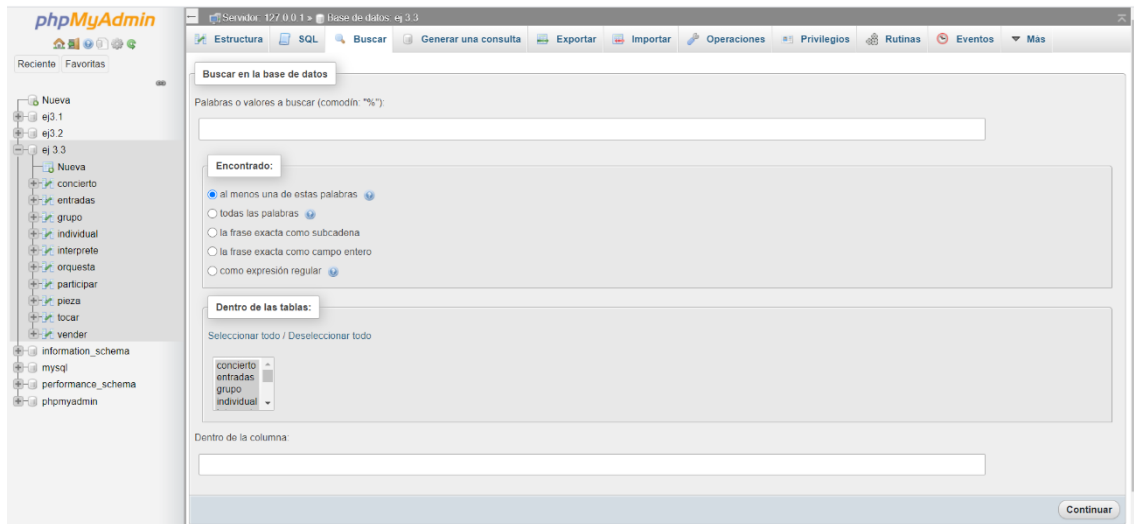 phpMyAdmin
Reciente Favoritas
Nueva
ej3.1
ej3.2
ej 3.3
Nueva
concierto
entradas
grupo
individual
interprete
orquesta
participar
pieza
tocar
vender
information_schema
mysql
performance_schema
phpmyadmin
Servidor: 127.0.0.1 » Base de datos: ej 3.3
Estructura SQL Buscar Generar una consulta Exportar Importar Operaciones Privilegios Rutinas Eventos Más
Buscar en la base de datos
Palabras o valores a buscar (comodín: "%"):
Encontrado:
al menos una de estas palabras
todas las palabras
la frase exacta como subcadena
la frase exacta como campo entero
como expresión regular
Dentro de las tablas:
Seleccionar todo / Deseleccionar todo
concierto
entradas
grupo
individual
Dentro de la columna:
Continuar